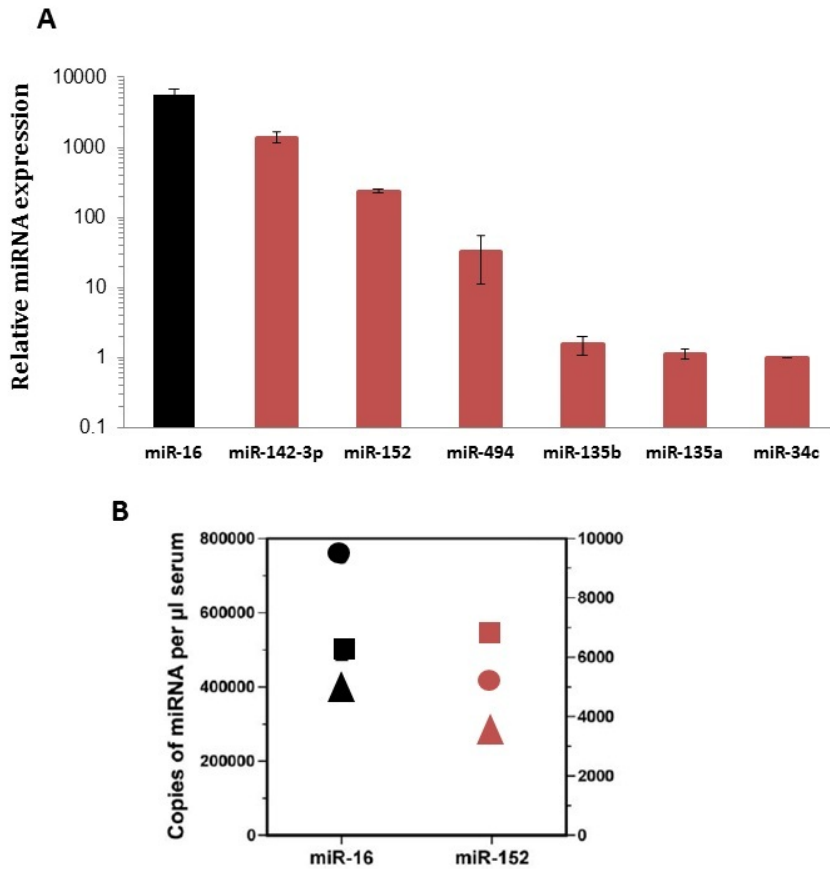 A
Relative miRNA expression
10000
1000
100
10
1
0.1
miR-16 miR-142-3p miR-152 miR-494 miR-135b miR-135a miR-34c
B
Copies of miRNA per µl serum
800000 10000
8000
600000
6000
400000
4000
200000
2000
0 0
miR-16 miR-152